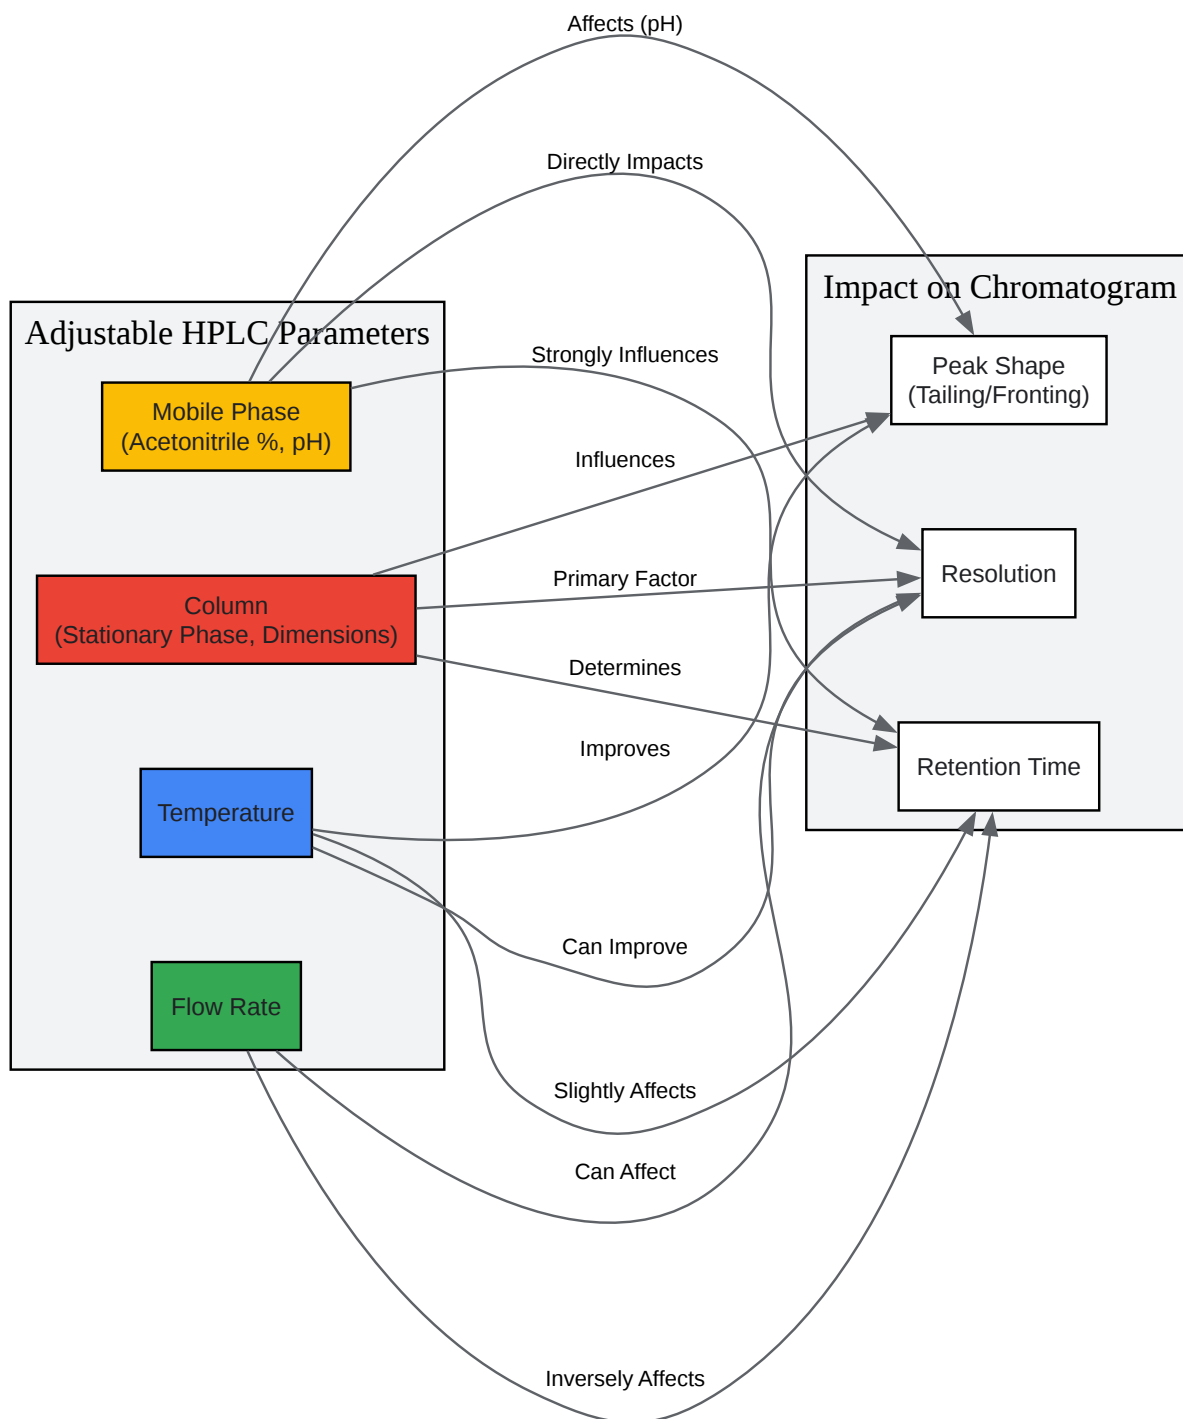 Affects (pH)
Directly Impacts
Impact on Chromatogram
Adjustable HPLC Parameters
Strongly Influences
Peak Shape
(Tailing/Fronting)
Mobile Phase
(Acetonitrile %, pH)
Influences
Resolution
Primary Factor
Column
(Stationary Phase, Dimensions)
Determines
Improves
Retention Time
Temperature
Can Improve
Flow Rate
Slightly Affects
Can Affect
Inversely Affects